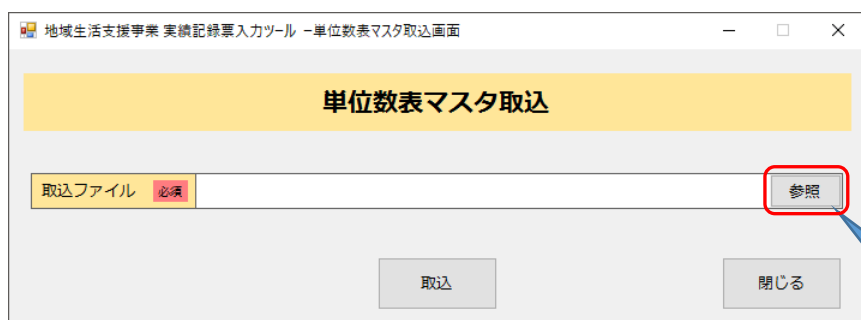 地域生活支援事業 実績記録票入力ツール －単位数表マスタ取込画面
単位数表マスタ取込
取込ファイル 必須 参照
取込 閉じる